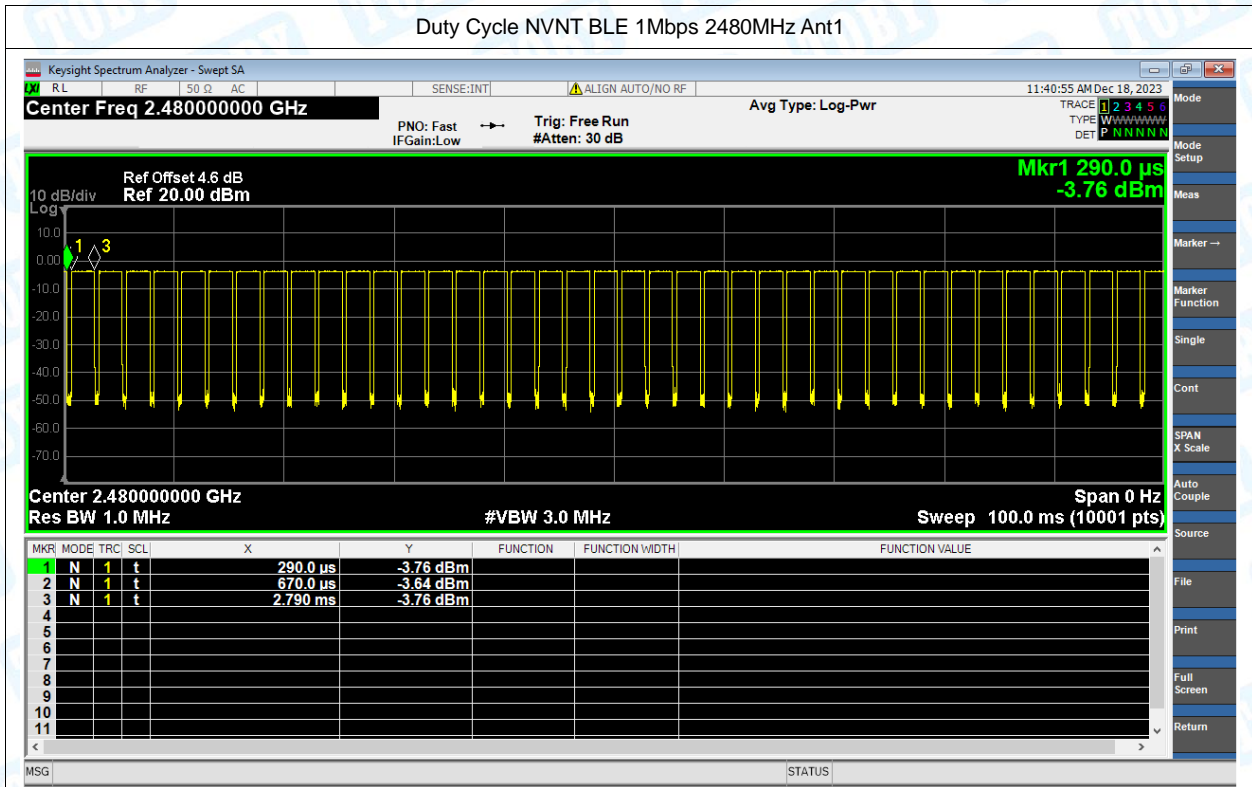 Duty Cycle NVNT BLE 1Mbps 2480MHz Ant1
Keysight Spectrum Analyzer - Swept SA
LXI RL RF 50 Ω AC SENSE:INT ALIGN AUTO/NO RF 11:40:55 AM Dec 18, 2023
Center Freq 2.480000000 GHz
Avg Type: Log-Pwr
TRACE 1 2 3 4 5 6
TYPE WWWWWWW
DET P N N N N N
PNO: Fast
IFGain:Low
Trig: Free Run
#Atten: 30 dB
Mkr1 290.0 µs
-3.76 dBm
Ref Offset 4.6 dB
10 dB/div Ref 20.00 dBm
Log
10.0
0.00
-10.0
-20.0
-30.0
-40.0
-50.0
-60.0
-70.0
1 3
Center 2.480000000 GHz Span 0 Hz
Res BW 1.0 MHz #VBW 3.0 MHz Sweep 100.0 ms (10001 pts)
MKR MODE TRC SCL X Y FUNCTION FUNCTION WIDTH FUNCTION VALUE
1 N 1 t 290.0 µs -3.76 dBm
2 N 1 t 670.0 µs -3.64 dBm
3 N 1 t 2.790 ms -3.76 dBm
4
5
6
7
8
9
10
11
MSG STATUS
Mode
Mode Setup
Meas
Marker →
Marker Function
Single
Cont
SPAN X Scale
Auto Couple
Source
File
Print
Full Screen
Return
TOBY